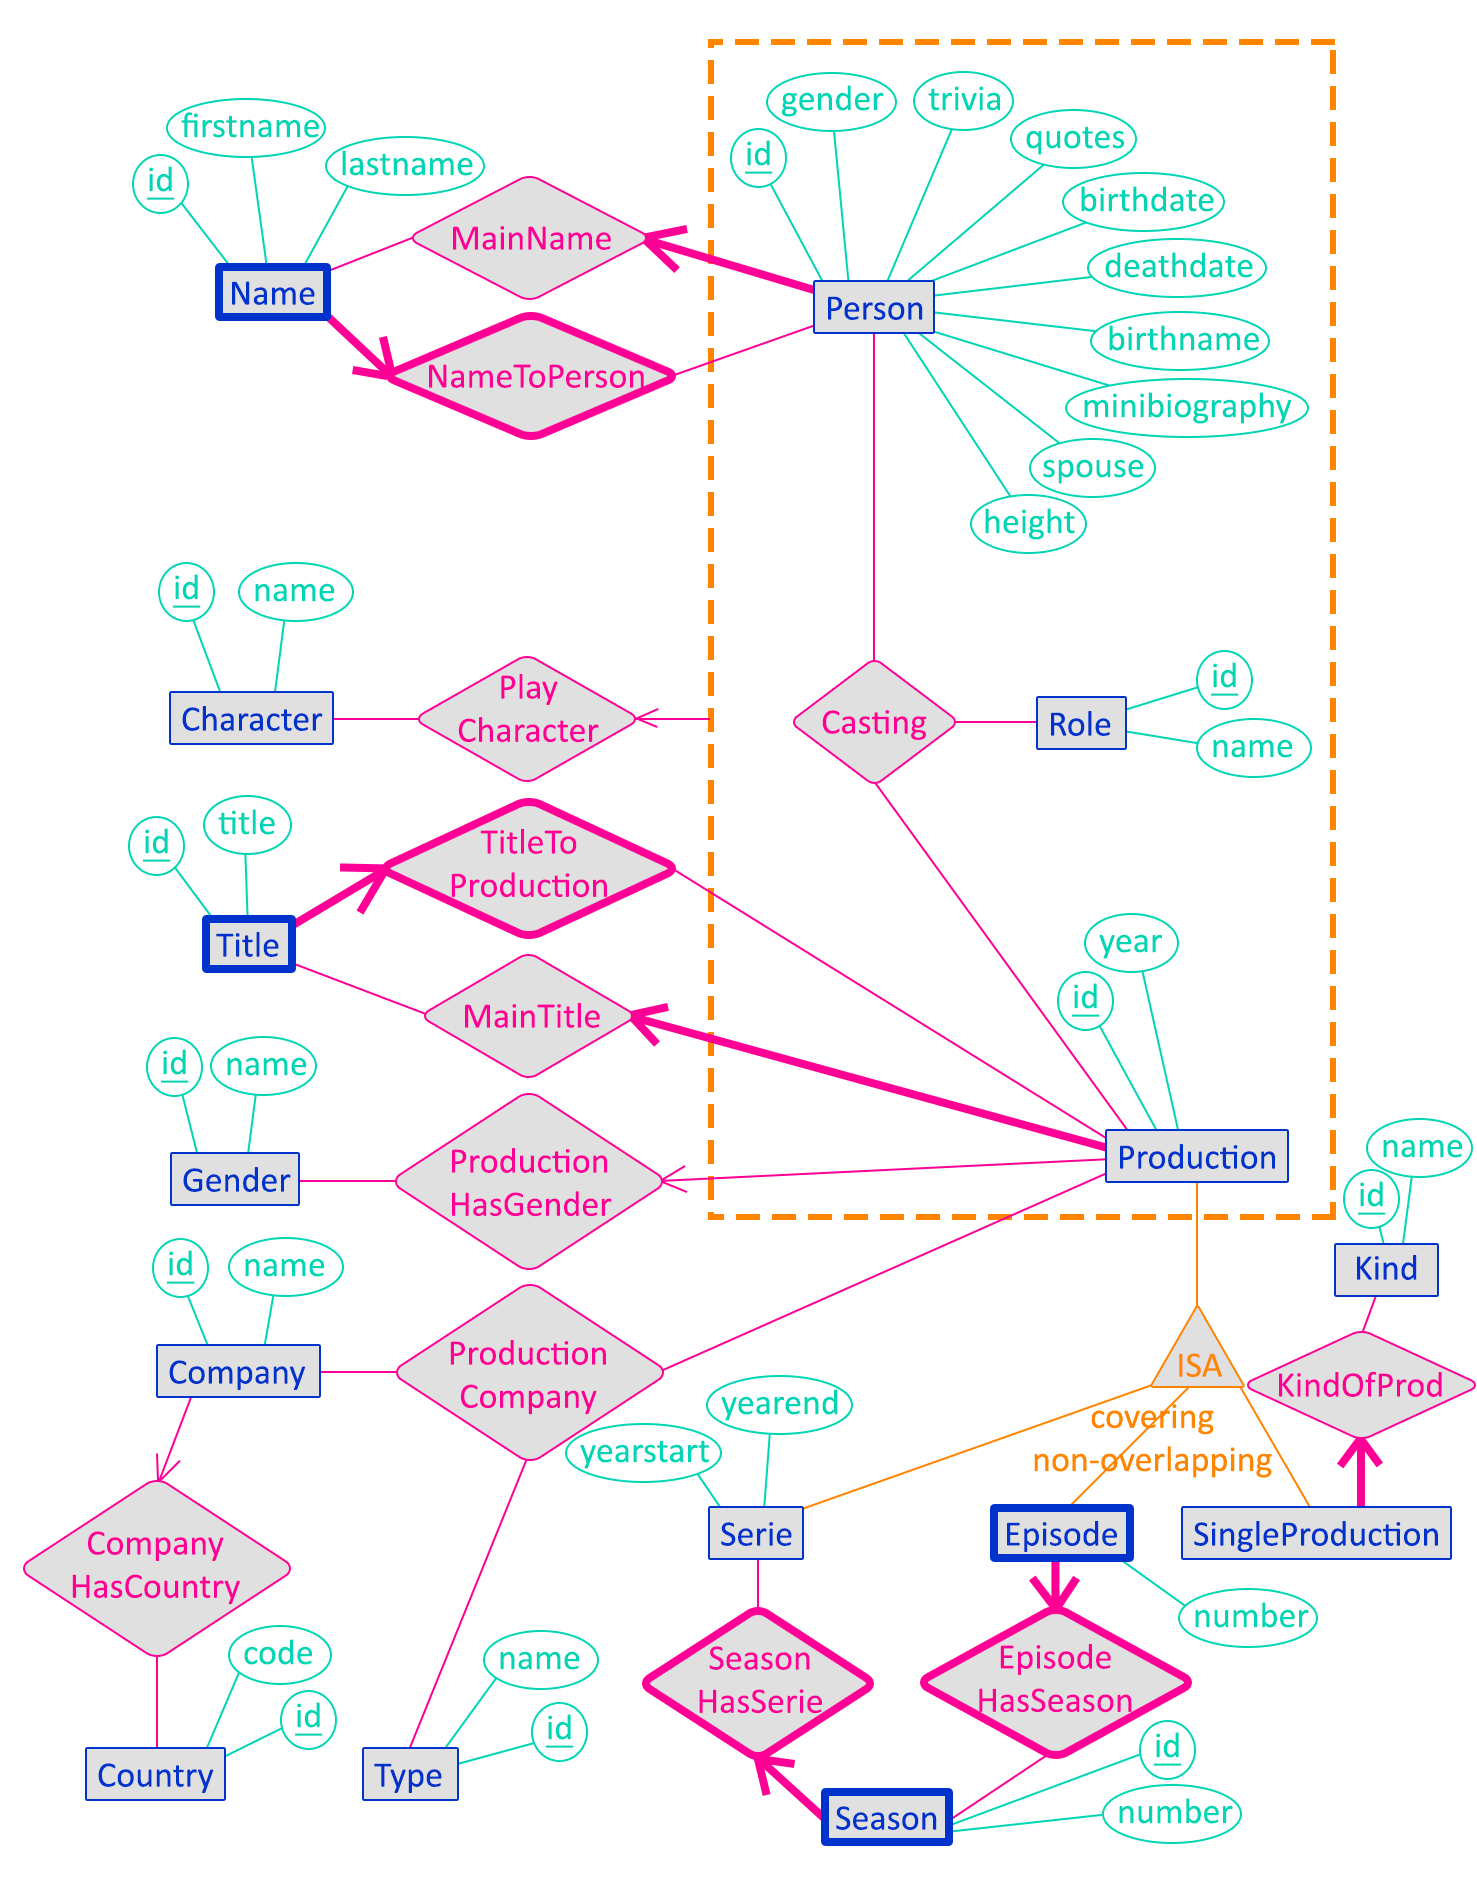 gender
trivia
id
quotes
firstname
id
lastname
birthdate
MainName
deathdate
Name
Person
birthname
NameToPerson
minibiography
spouse
height
id
name
Play
Character
Character
Casting
Role
id
name
id
title
TitleTo
Production
Title
year
id
MainTitle
id
name
Production
HasGender
Gender
Production
name
id
Kind
id
name
Company
Production
Company
ISA
KindOfProd
covering
non-overlapping
yearend
yearstart
Serie
Episode
SingleProduction
number
Company
HasCountry
code
id
Country
name
id
Type
Season
HasSerie
Episode
HasSeason
id
number
Season